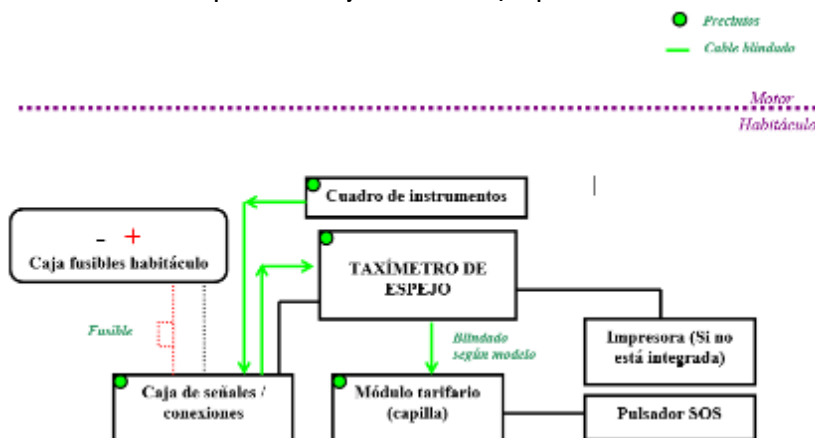 Precintos
Cable blindado
Motor
Habitáculo
Cuadro de instrumentos
- +
Caja fusibles habitáculo
TAXÍMETRO DE
ESPEJO
Fusible
Blindado
según modelo
Impresora (Si no
está integrada)
Caja de señales /
conexiones
Módulo tarifario
(capilla)
Pulsador SOS